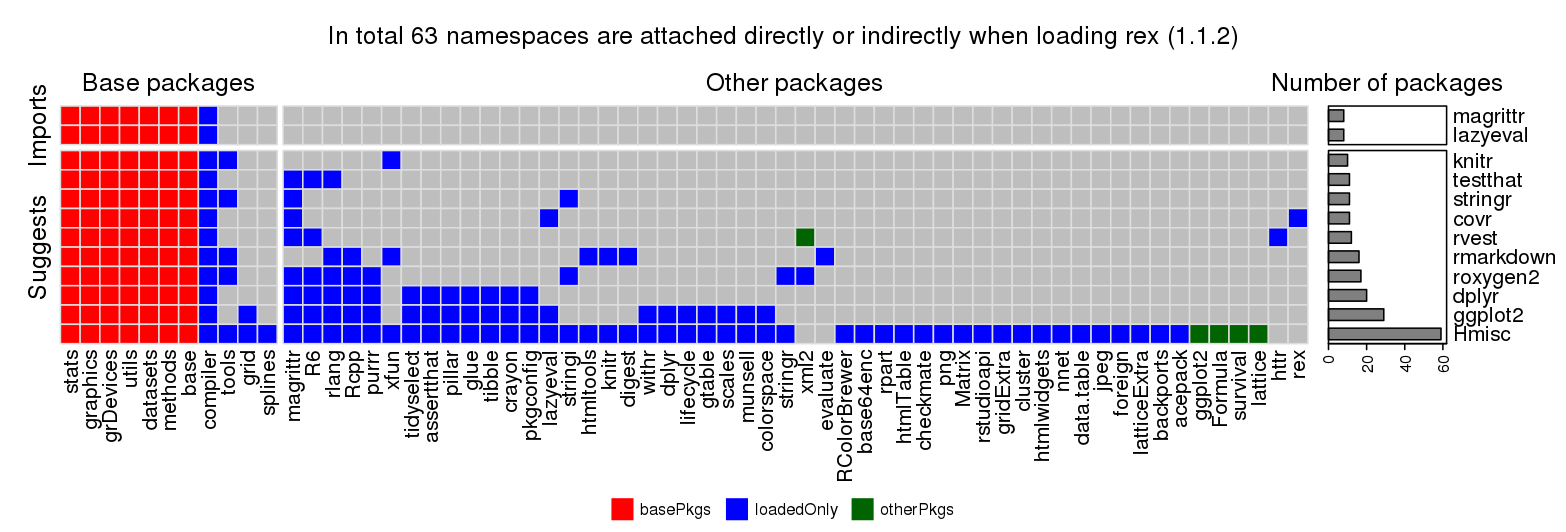 In total 63 namespaces are attached directly or indirectly when loading rex (1.1.2)
Base packages
Other packages
Number of packages
Imports
magrittr
lazyeval
Suggests
knitr
testthat
stringr
covr
rvest
rmarkdown
roxygen2
dplyr
ggplot2
Hmisc
0
20
40
60
stats
graphics
grDevices
utils
datasets
methods
base
compiler
tools
grid
splines
magrittr
R6
rlang
Rcpp
purrr
xfun
tidyselect
assertthat
pillar
glue
tibble
crayon
pkgconfig
lazyeval
stringi
htmltools
knitr
digest
withr
dplyr
lifecycle
gtable
scales
munsell
colorspace
stringr
xml2
evaluate
RColorBrewer
base64enc
rpart
htmlTable
checkmate
png
Matrix
rstudioapi
gridExtra
cluster
htmlwidgets
nnet
data.table
jpeg
foreign
latticeExtra
backports
acepack
ggplot2
Formula
survival
lattice
httr
rex
basePkgs
loadedOnly
otherPkgs